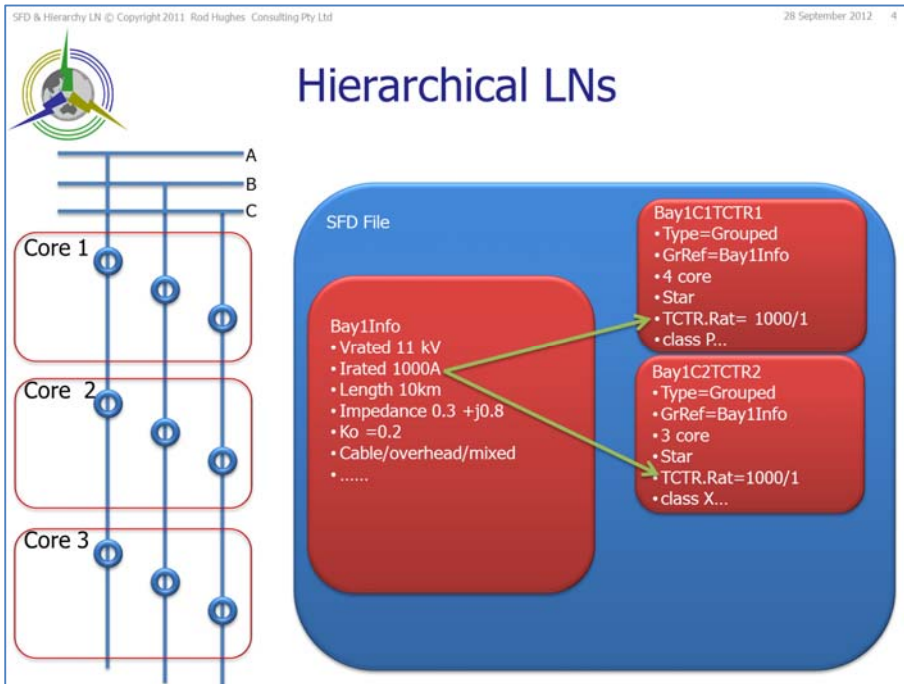 SFD & Hierarchy LN © Copyright 2011 Rod Hughes Consulting Pty Ltd
28 September 2012 4
Hierarchical LNs
A
B
C
Core 1
Core 2
Core 3
SFD File
Bay1Info
•Vrated 11 kV
•Irated 1000A
•Length 10km
•Impedance 0.3 +j0.8
•Ko =0.2
•Cable/overhead/mixed
•......
Bay1C1TCTR1
•Type=Grouped
•GrRef=Bay1Info
•4 core
•Star
•TCTR.Rat= 1000/1
•class P...
Bay1C2TCTR2
•Type=Grouped
•GrRef=Bay1Info
•3 core
•Star
•TCTR.Rat=1000/1
•class X...